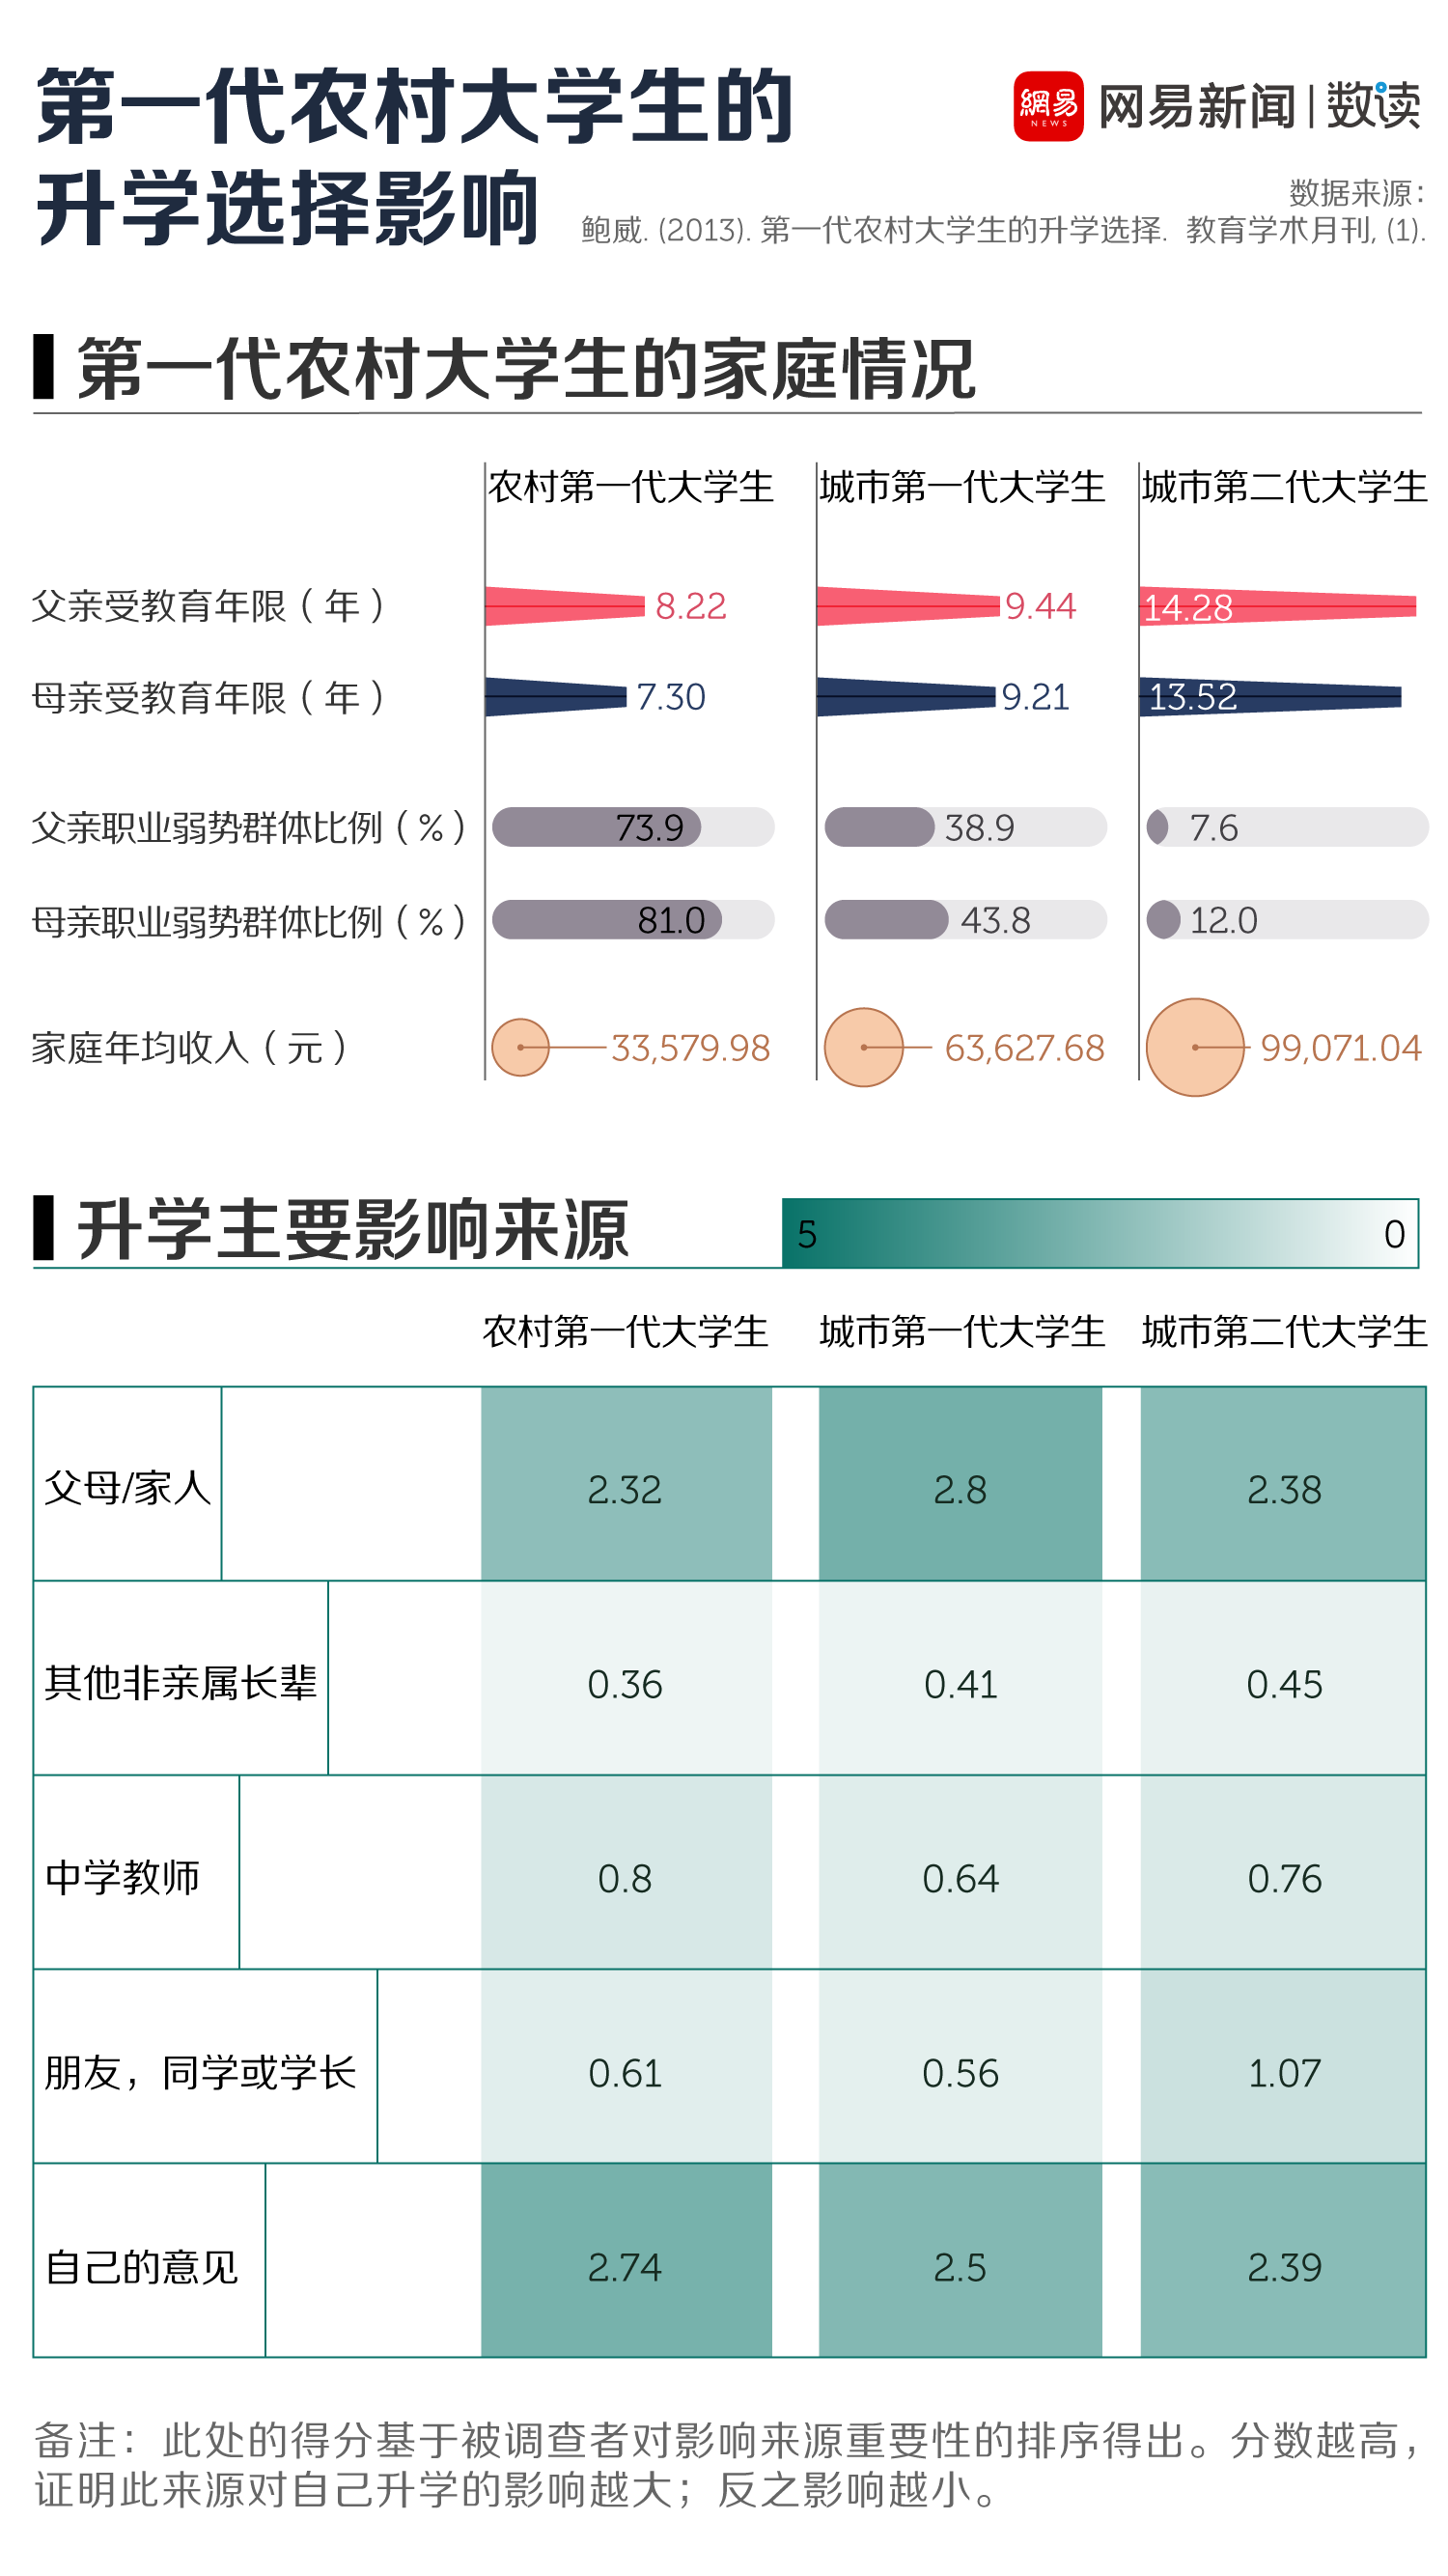 第一代农村大学生的
升学选择影响
網易
NEWS
网易新闻|数读
数据来源：
鲍威. (2013). 第一代农村大学生的升学选择. 教育学术月刊, (1).
第一代农村大学生的家庭情况
农村第一代大学生 城市第一代大学生 城市第二代大学生
父亲受教育年限（年） 8.22 9.44 14.28
母亲受教育年限（年） 7.30 9.21 13.52
父亲职业弱势群体比例（%） 73.9 38.9 7.6
母亲职业弱势群体比例（%） 81.0 43.8 12.0
家庭年均收入（元） 33,579.98 63,627.68 99,071.04
升学主要影响来源
5 0
农村第一代大学生 城市第一代大学生 城市第二代大学生
父母/家人 2.32 2.8 2.38
其他非亲属长辈 0.36 0.41 0.45
中学教师 0.8 0.64 0.76
朋友，同学或学长 0.61 0.56 1.07
自己的意见 2.74 2.5 2.39
备注：此处的得分基于被调查者对影响来源重要性的排序得出。分数越高，
证明此来源对自己升学的影响越大；反之影响越小。